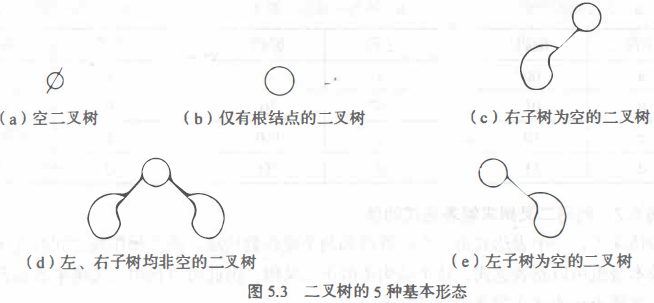 （a）空二叉树
（b）仅有根结点的二叉树
（c）右子树为空的二叉树
（d）左、右子树均非空的二叉树
（e）左子树为空的二叉树
图 5.3 二叉树的 5 种基本形态